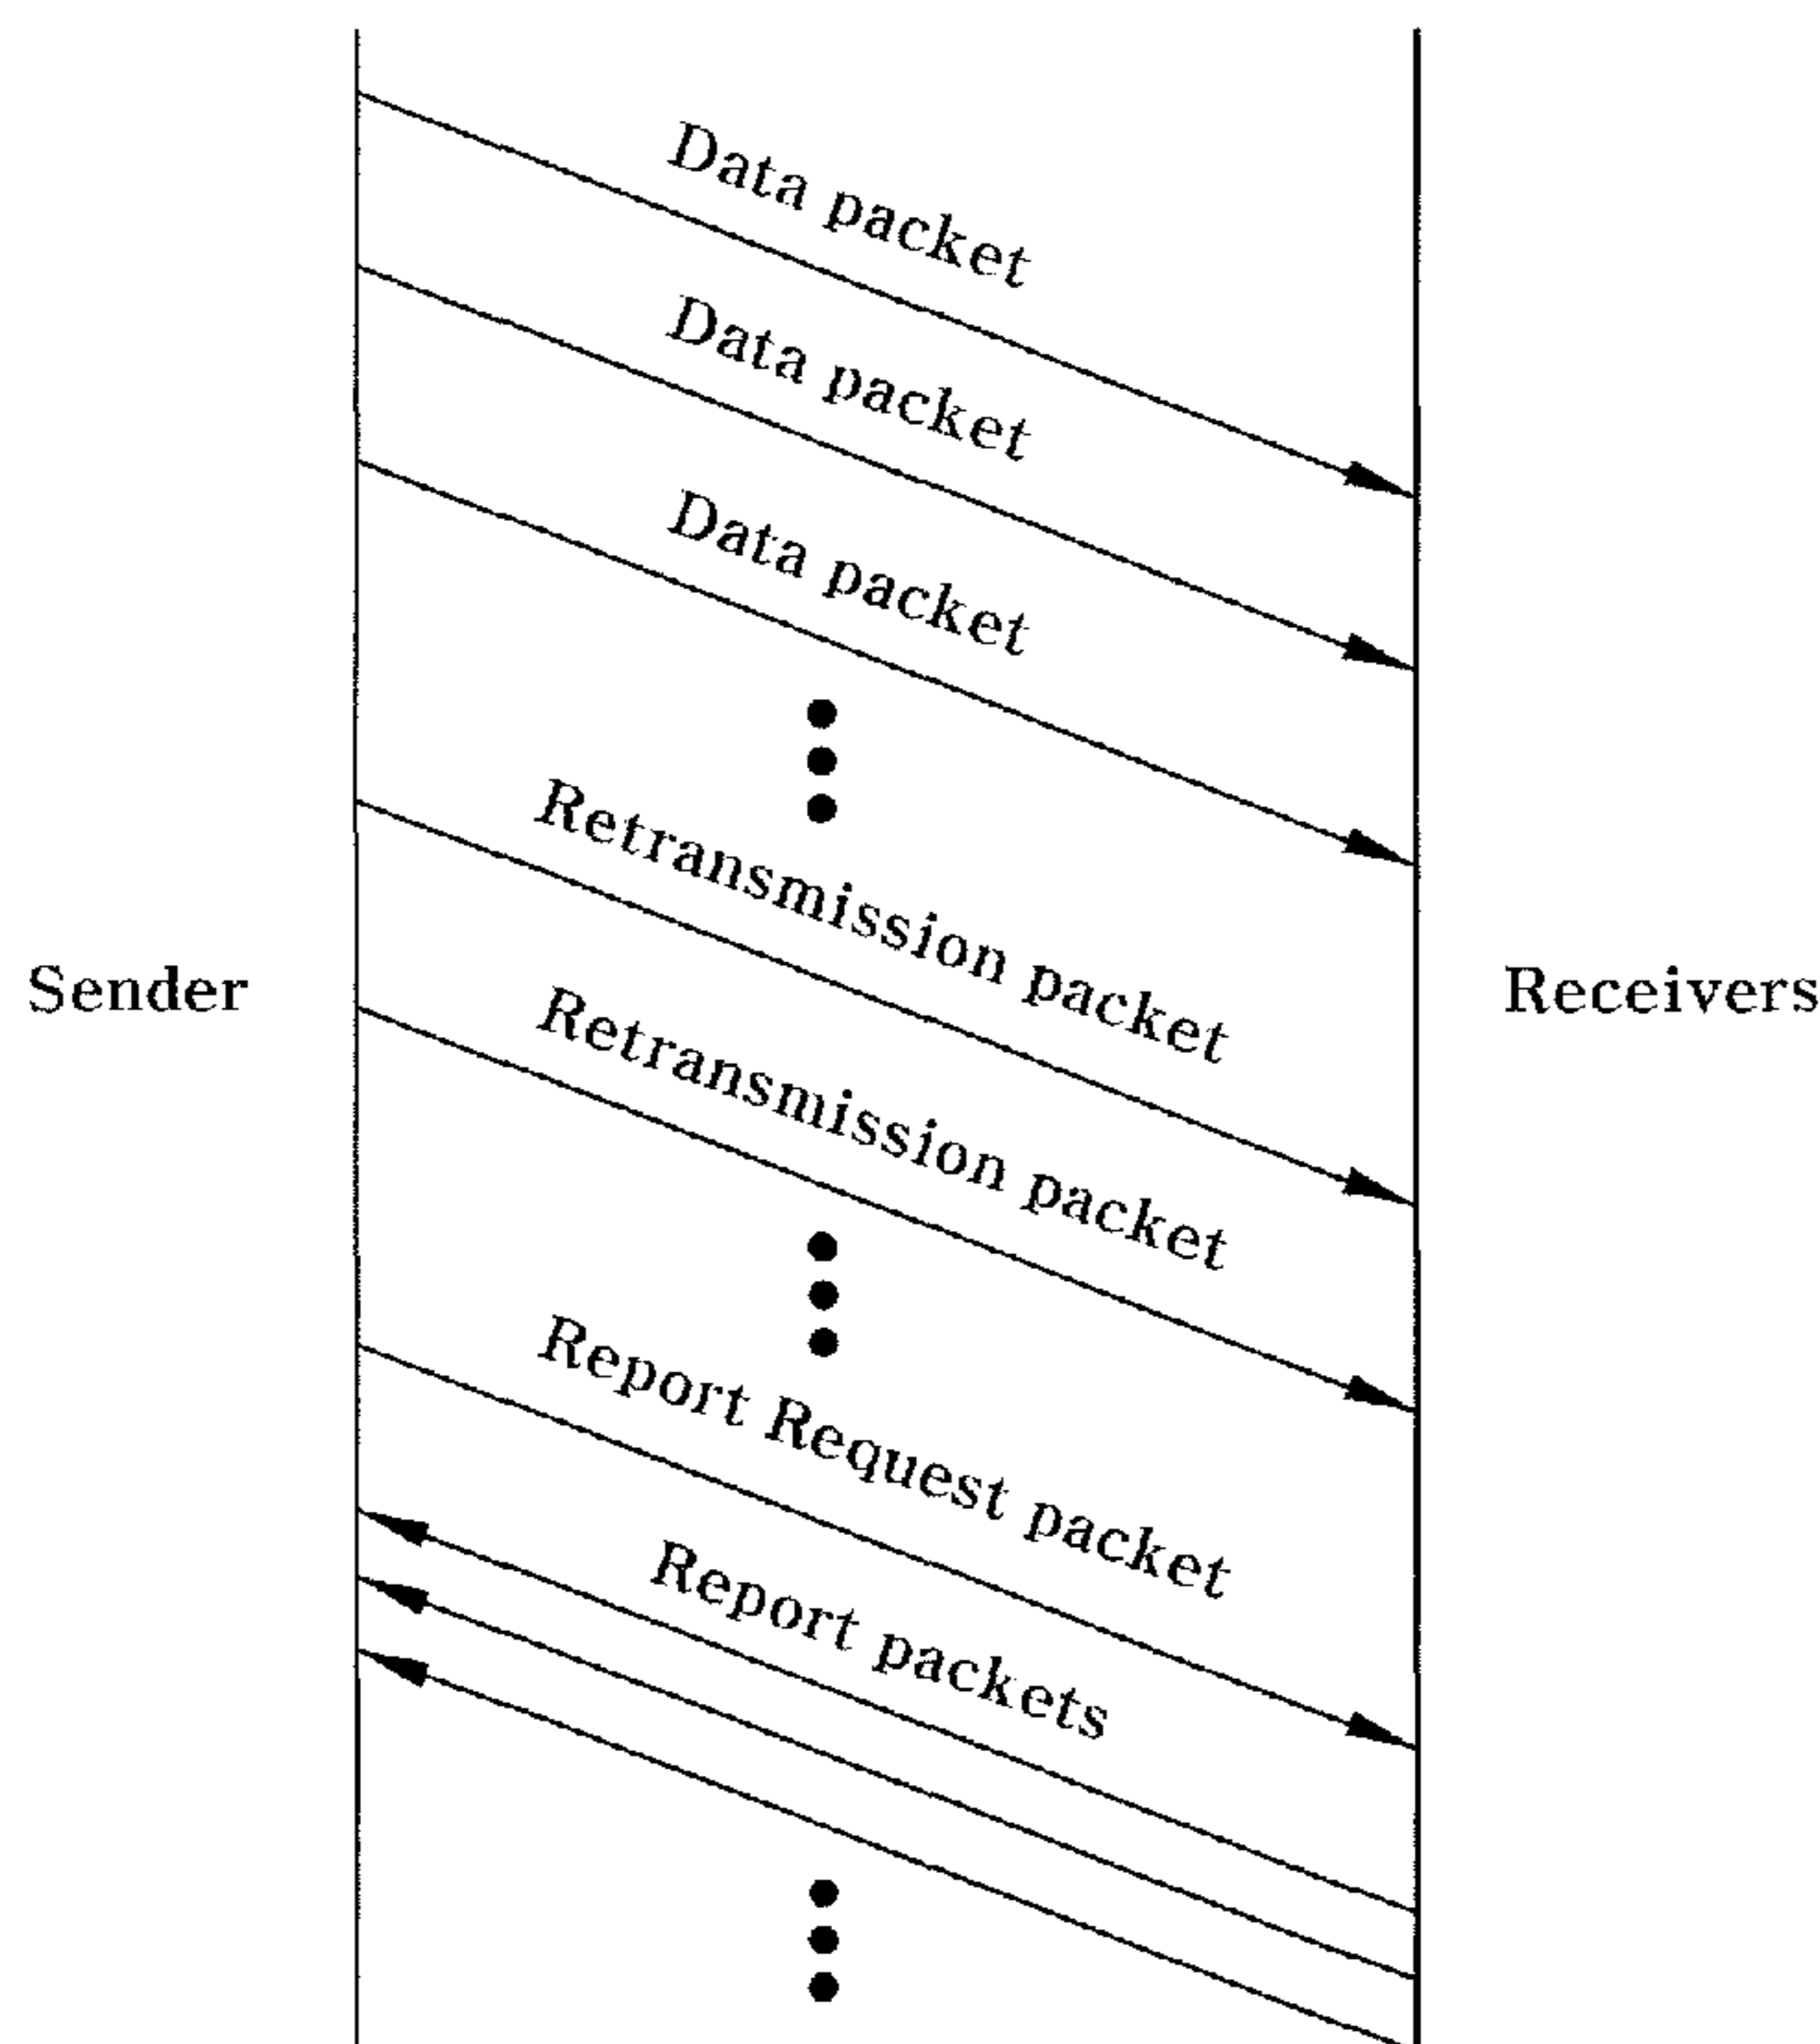 Data packet
Data packet
Data packet
Retransmission packet
Sender
Receivers
Retransmission packet
Report Request packet
Report packets